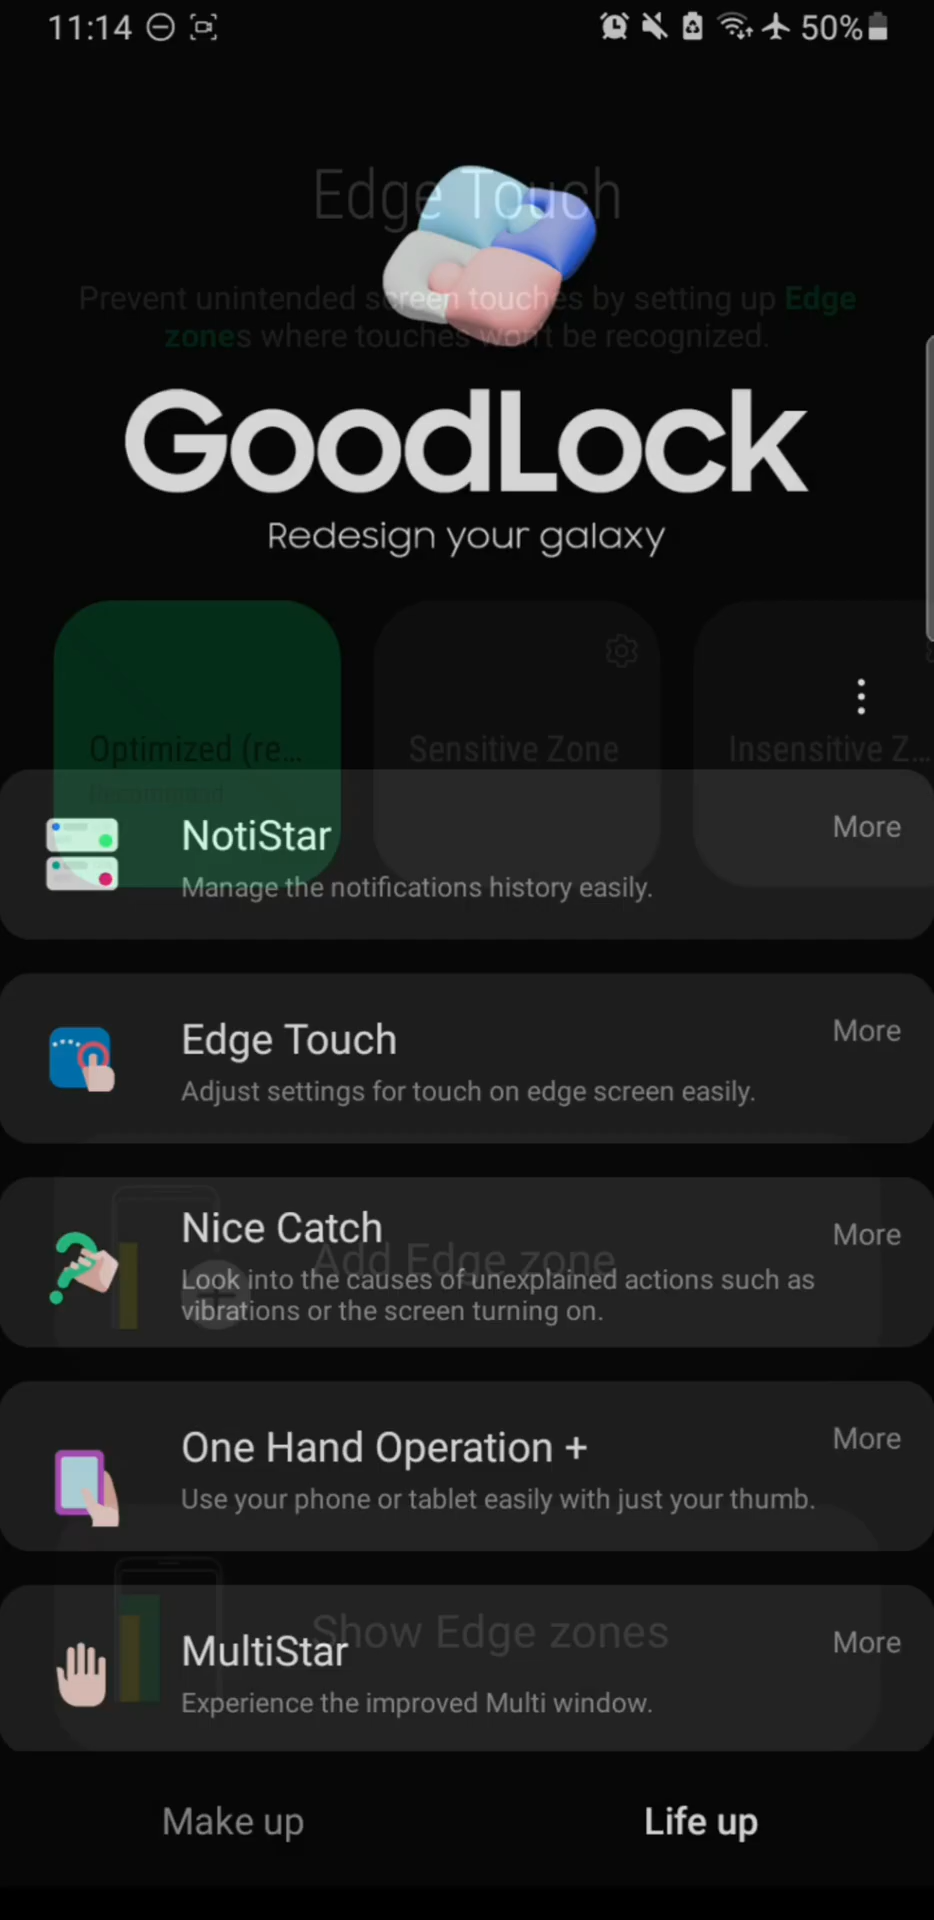 11:14
50%
Edge Touch
Prevent unintended screen touches by setting up Edge
zones where touches won't be recognized.
GoodLock
Redesign your galaxy
Optimized (re...
Sensitive Zone
Insensitive Z...
Recommend
NotiStar
More
Manage the notifications history easily.
Edge Touch
More
Adjust settings for touch on edge screen easily.
Nice Catch
More
Add Edge zone
Look into the causes of unexplained actions such as
vibrations or the screen turning on.
One Hand Operation +
More
Use your phone or tablet easily with just your thumb.
Show Edge zones
MultiStar
More
Experience the improved Multi window.
Make up
Life up